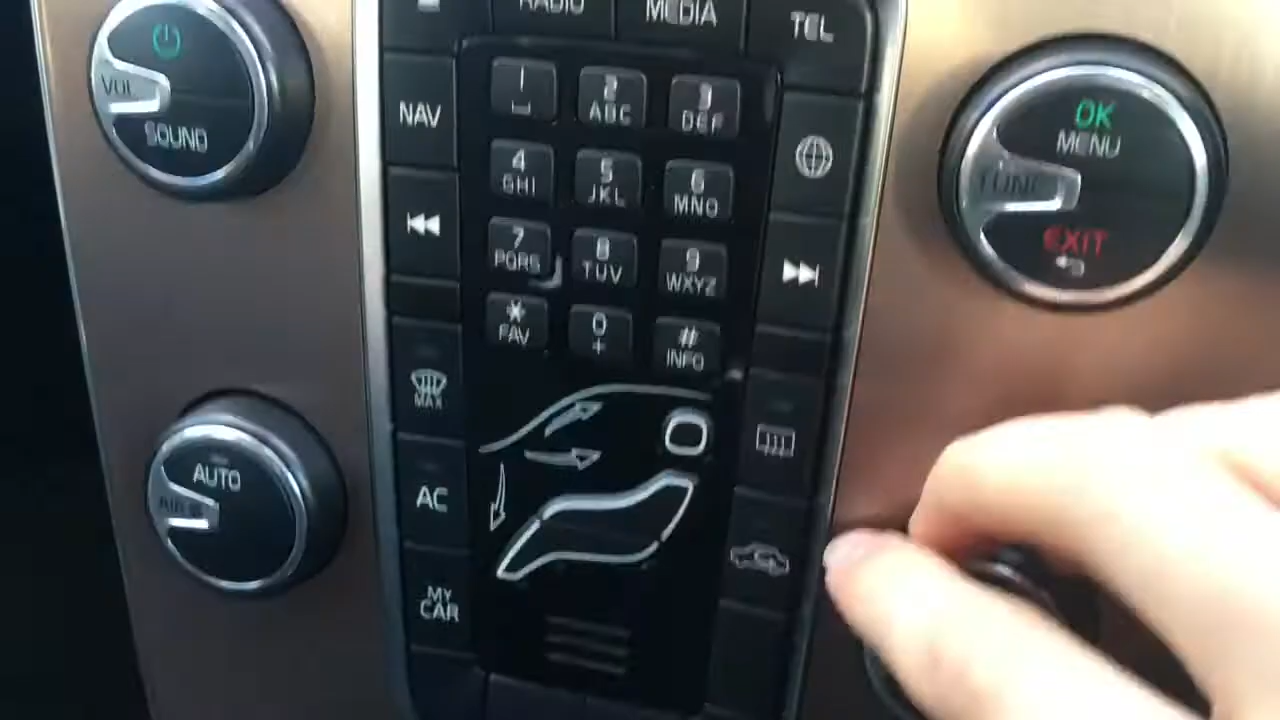 RADIO
MEDIA
TEL
VOL
SOUND
NAV
1
2
ABC
3
DEF
4
GHI
5
JKL
6
MNO
7
PQRS
8
TUV
9
WXYZ
*
FAV
0
+
#
INFO
OK
MENU
TUNE
EXIT
MAX
AUTO
AC
MY
CAR